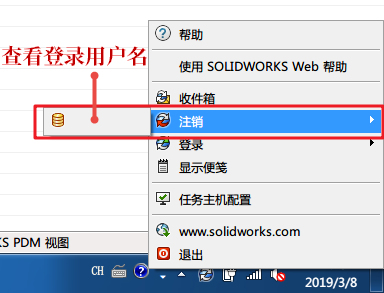 帮助
查看登录用户名
使用 SOLIDWORKS Web 帮助
收件箱
注销
登录
显示便笺
任务主机配置
www.solidworks.com
KS PDM 视图
退出
CH
2019/3/8